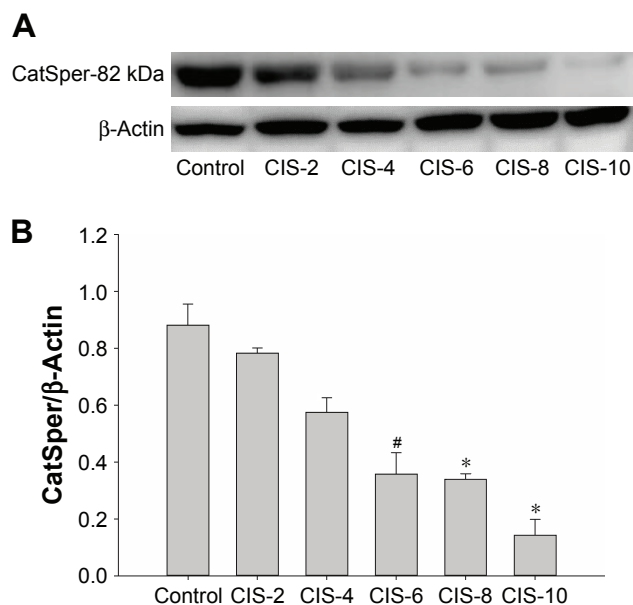 A
CatSper-82 kDa
β-Actin
Control CIS-2 CIS-4 CIS-6 CIS-8 CIS-10
B
CatSper/β-Actin
1.2
1.0
0.8
0.6
0.4
0.2
0.0
#
*
*
Control CIS-2 CIS-4 CIS-6 CIS-8 CIS-10